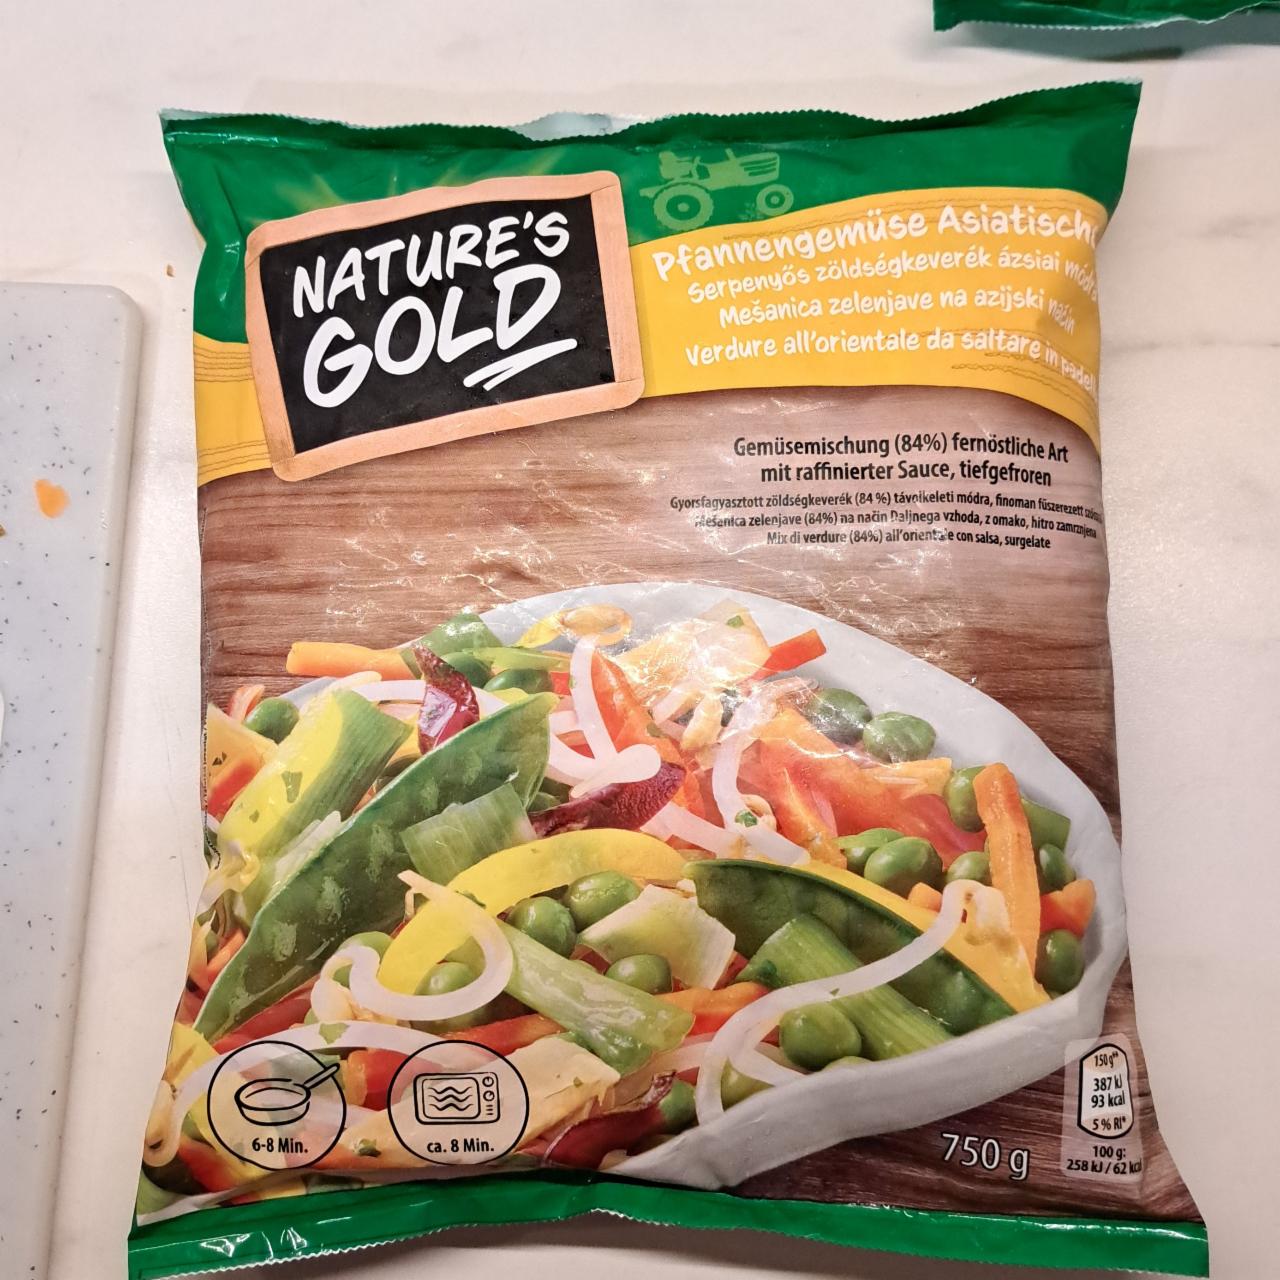 NATURE'S
GOLD
Pfannengemüse Asiatische
Serpenyős zöldségkeverék ázsiai módra
Mešanica zelenjave na azijski način
Verdure all'orientale da saltare in padella
Gemüsemischung (84%) fernöstliche Art
mit raffinierter Sauce, tiefgefroren
Gyorsfagyasztott zöldségkeverék (84 %) távolkeleti módra, finoman fűszerezett
Mešanica zelenjave (84%) na način Daljnega vzhoda, z omako, hitro zamrznjena
Mix di verdure (84%) all'orientale con salsa, surgelate
6-8 Min.
ca. 8 Min.
750 g
150 g**
387 kJ
93 kcal
5 % RI*
100 g:
258 kJ / 62 kcal